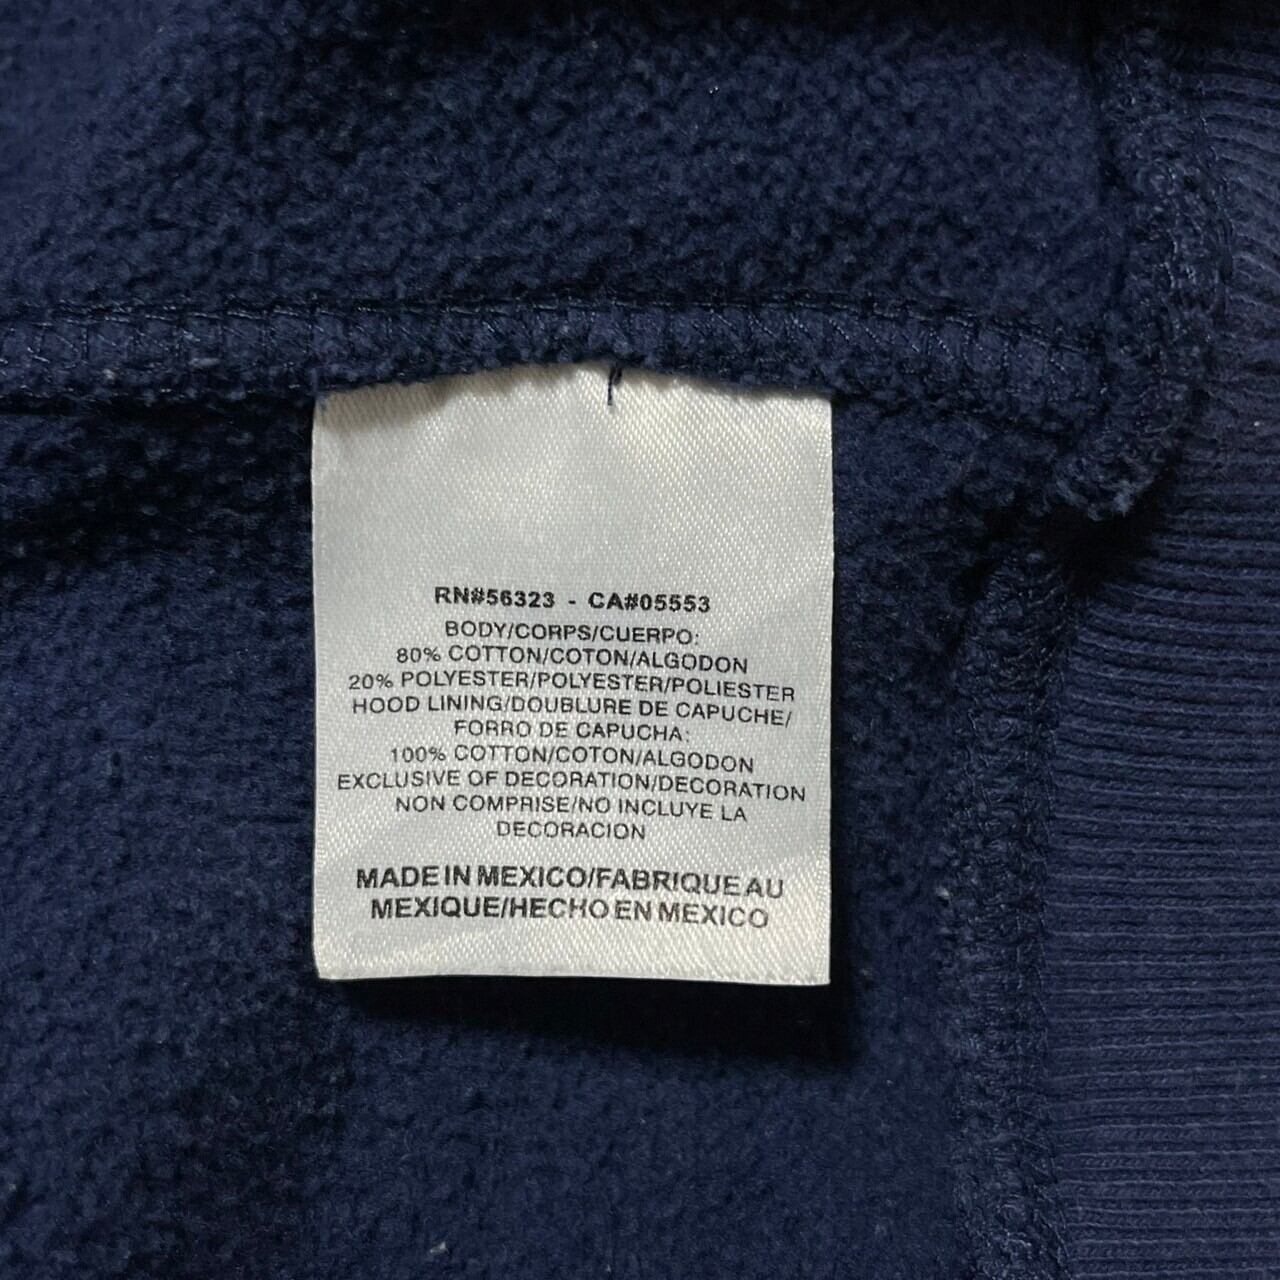 RN#56323 - CA#05553
BODY/CORPS/CUERPO:
80% COTTON/COTON/ALGODON
20% POLYESTER/POLYESTER/POLIESTER
HOOD LINING/DOUBLURE DE CAPUCHE/
FORRO DE CAPUCHA:
100% COTTON/COTON/ALGODON
EXCLUSIVE OF DECORATION/DECORATION
NON COMPRISE/NO INCLUYE LA
DECORACION
MADE IN MEXICO/FABRIQUE AU
MEXIQUE/HECHO EN MEXICO